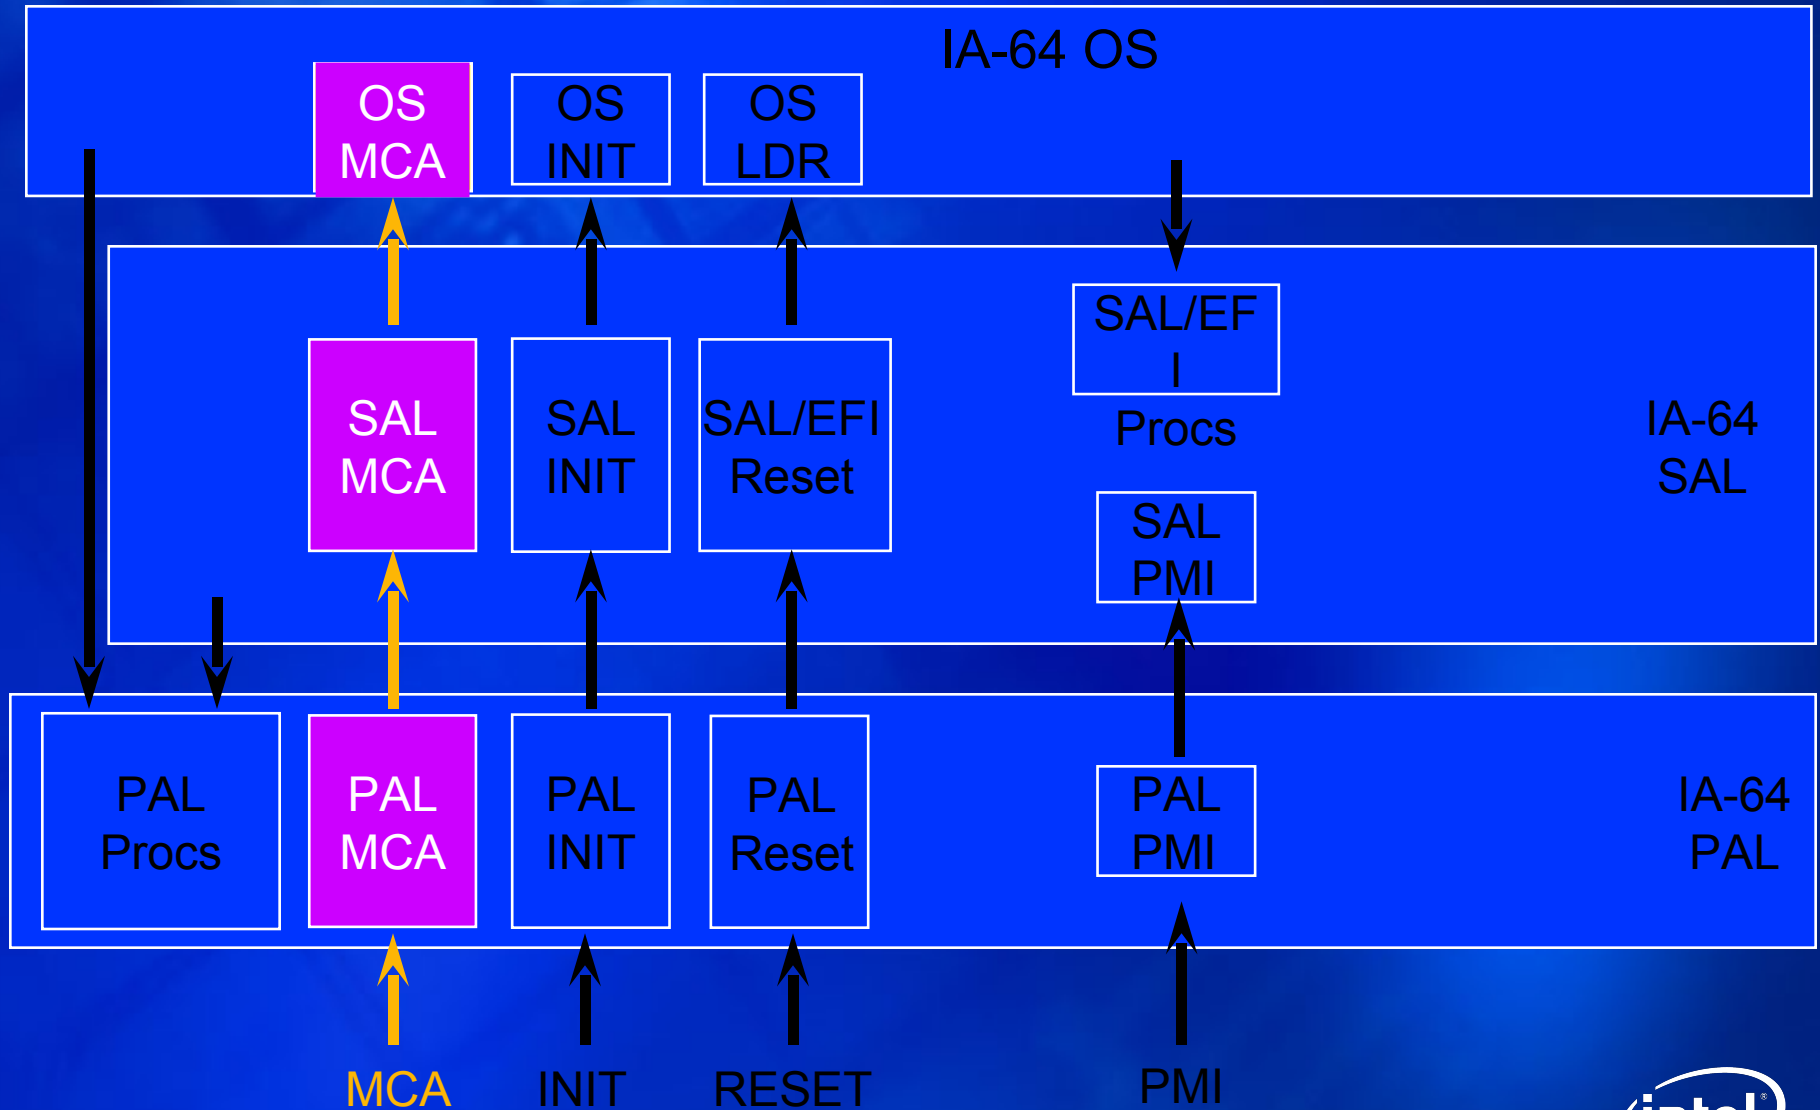 IA-64 OS
OS
MCA
OS
INIT
OS
LDR
SAL/EF
I
Procs
SAL
MCA
SAL
INIT
SAL/EFI
Reset
IA-64
SAL
SAL
PMI
PAL
Procs
PAL
MCA
PAL
INIT
PAL
Reset
PAL
PMI
IA-64
PAL
MCA
INIT
RESET
PMI
intel®